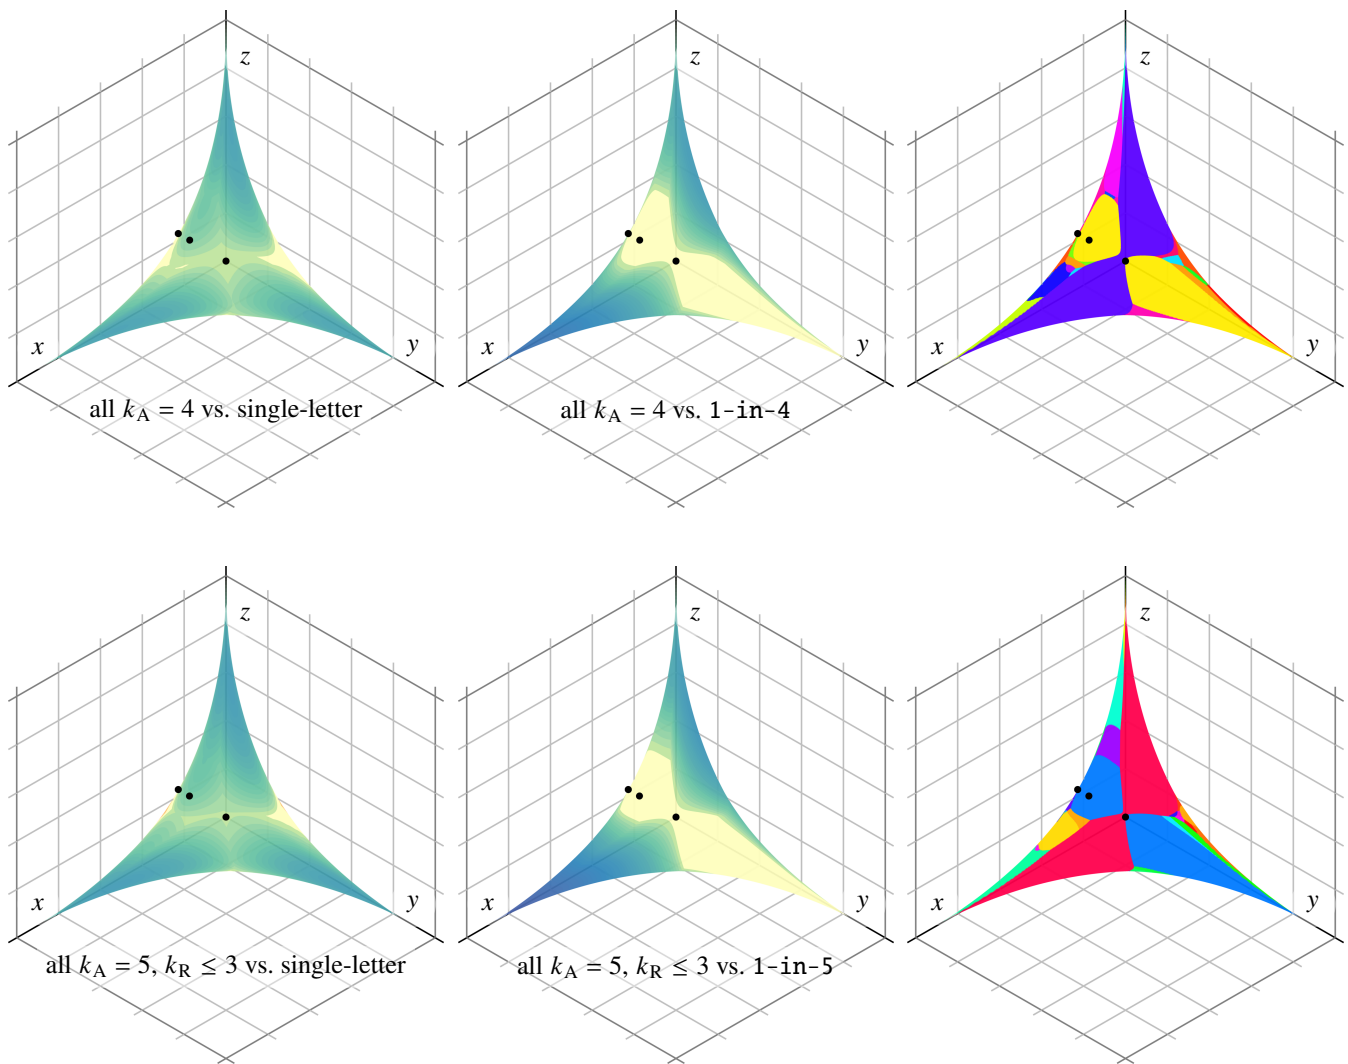 z
z
z
x
y
x
y
x
y
all kA = 4 vs. single-letter
all kA = 4 vs. 1-in-4
z
z
z
x
y
x
y
x
y
all kA = 5, kR ≤ 3 vs. single-letter
all kA = 5, kR ≤ 3 vs. 1-in-5